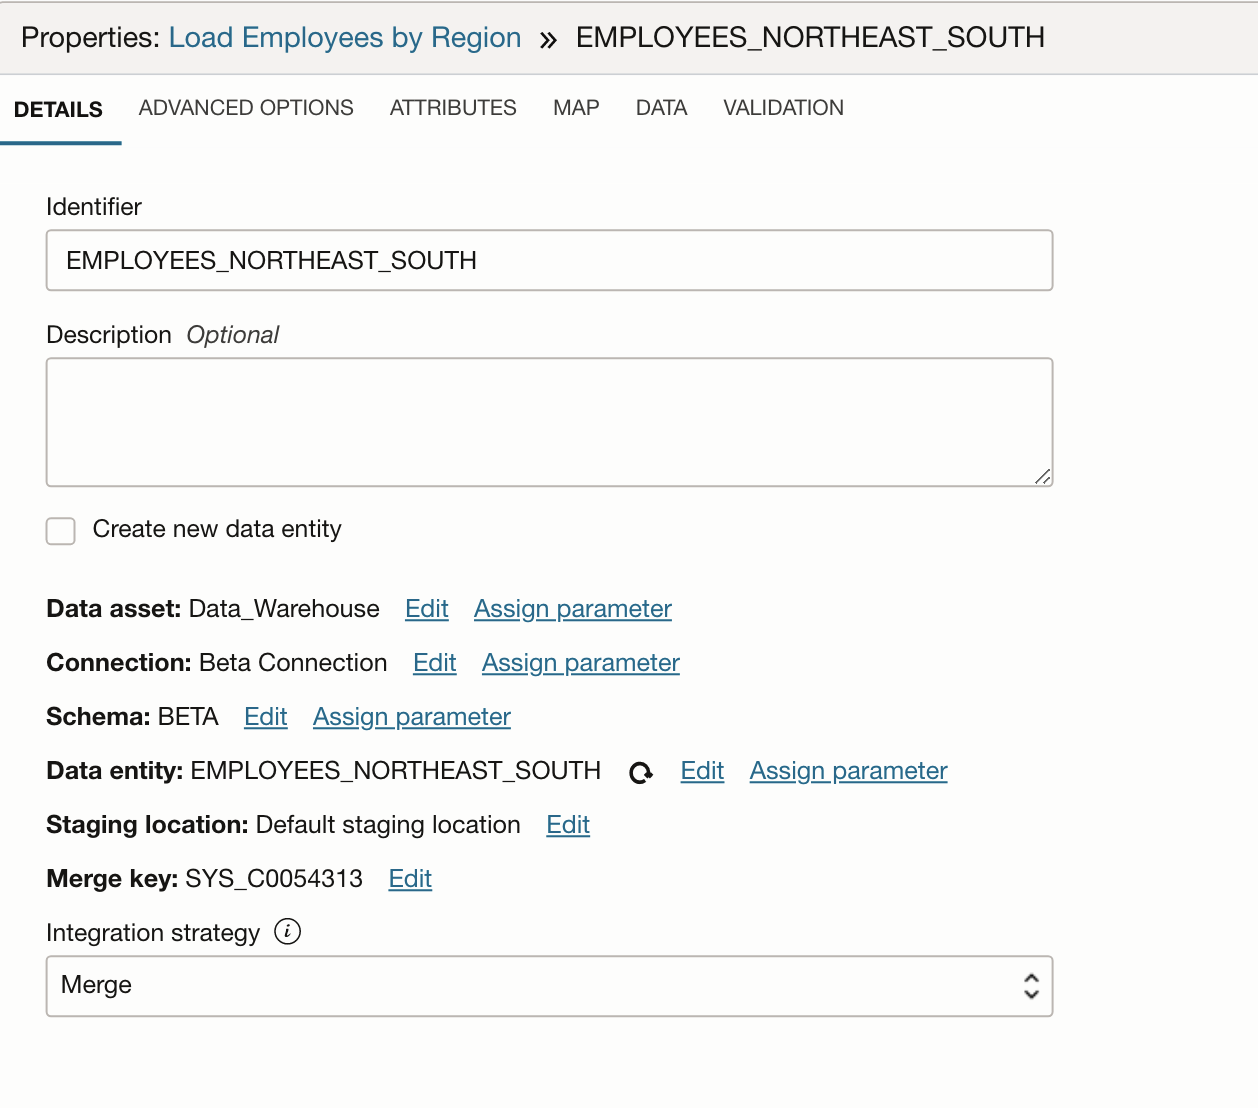 Properties: Load Employees by Region » EMPLOYEES_NORTHEAST_SOUTH
DETAILS ADVANCED OPTIONS ATTRIBUTES MAP DATA VALIDATION
Identifier
EMPLOYEES_NORTHEAST_SOUTH
Description Optional
Create new data entity
Data asset: Data_Warehouse Edit Assign parameter
Connection: Beta Connection Edit Assign parameter
Schema: BETA Edit Assign parameter
Data entity: EMPLOYEES_NORTHEAST_SOUTH Edit Assign parameter
Staging location: Default staging location Edit
Merge key: SYS_C0054313 Edit
Integration strategy i
Merge